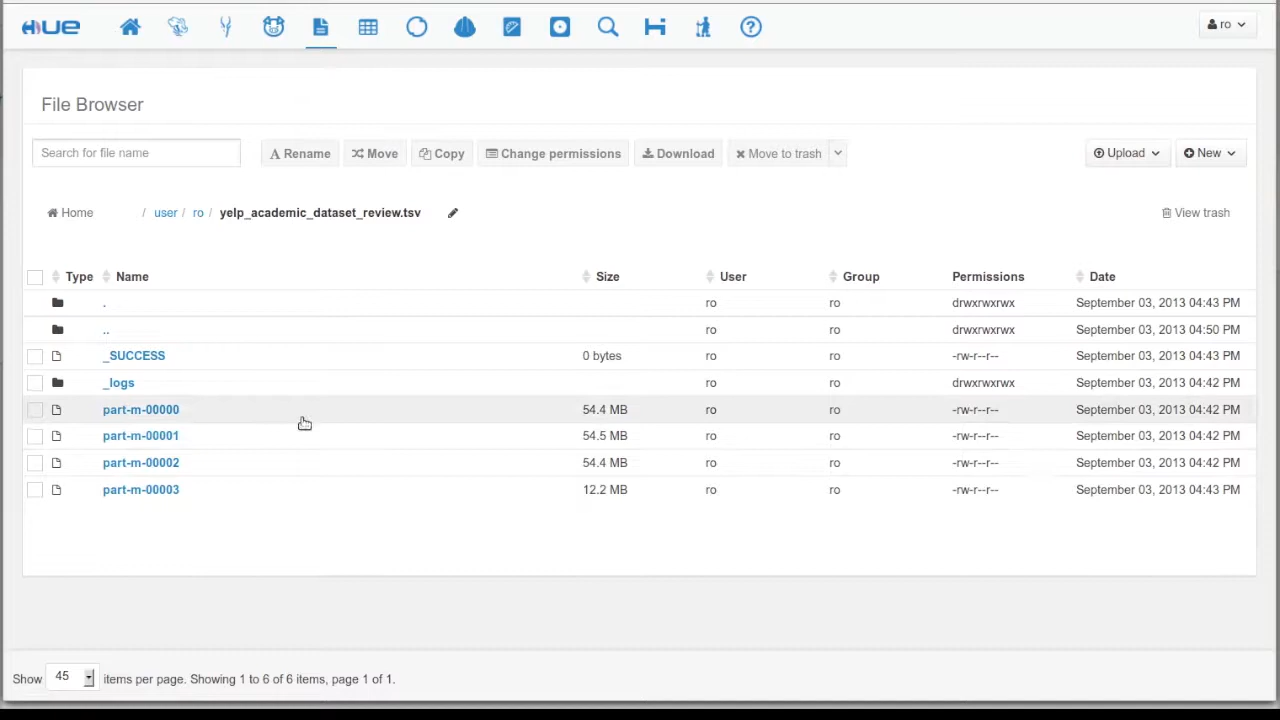 HUE
ro
File Browser
Search for file name
Rename
Move
Copy
Change permissions
Download
Move to trash
Upload
New
Home / user / ro / yelp_academic_dataset_review.tsv
View trash
Type Name Size User Group Permissions Date
. ro ro drwxrwxrwx September 03, 2013 04:43 PM
.. ro ro drwxrwxrwx September 03, 2013 04:50 PM
_SUCCESS 0 bytes ro ro -rw-r--r-- September 03, 2013 04:43 PM
_logs ro ro drwxrwxrwx September 03, 2013 04:42 PM
part-m-00000 54.4 MB ro ro -rw-r--r-- September 03, 2013 04:42 PM
part-m-00001 54.5 MB ro ro -rw-r--r-- September 03, 2013 04:42 PM
part-m-00002 54.4 MB ro ro -rw-r--r-- September 03, 2013 04:42 PM
part-m-00003 12.2 MB ro ro -rw-r--r-- September 03, 2013 04:43 PM
Show 45 items per page. Showing 1 to 6 of 6 items, page 1 of 1.